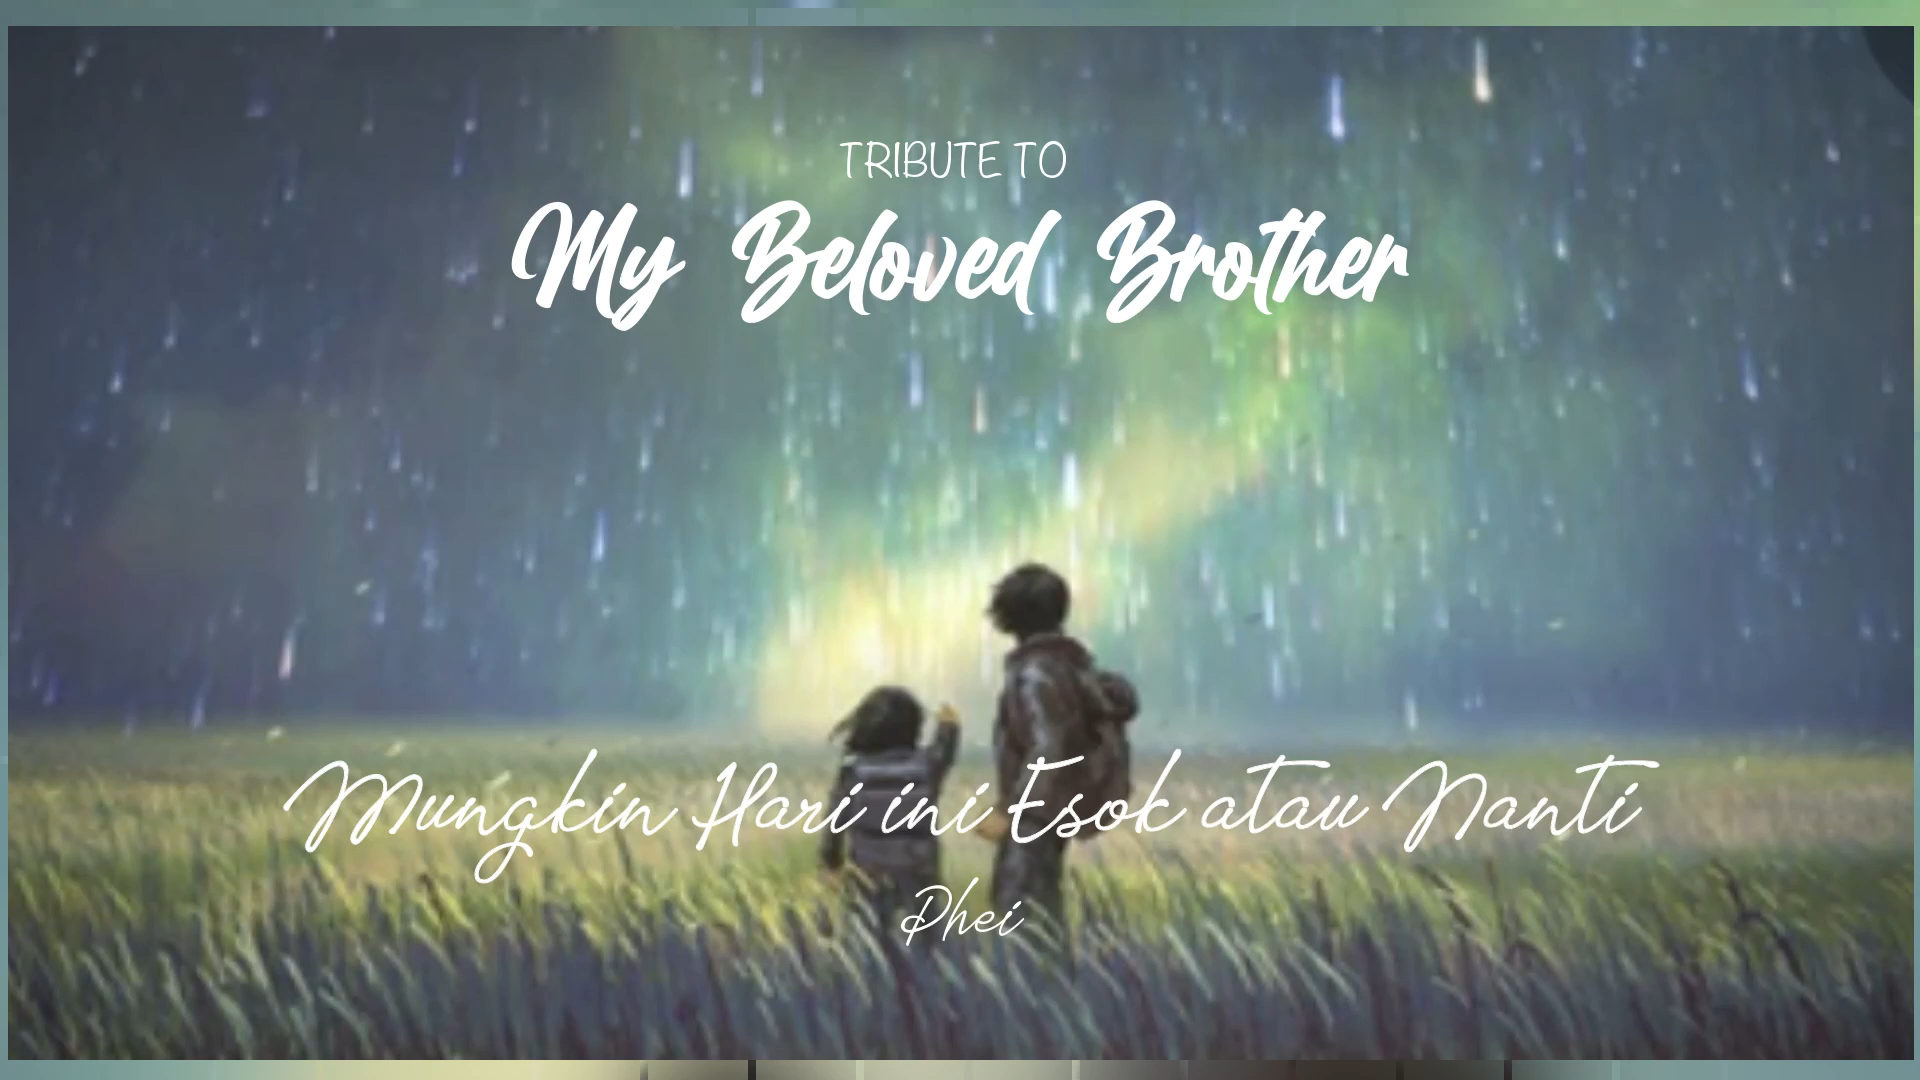 TRIBUTE TO
My Beloved Brother
Mungkin Hari ini Esok atau Nanti
Phei